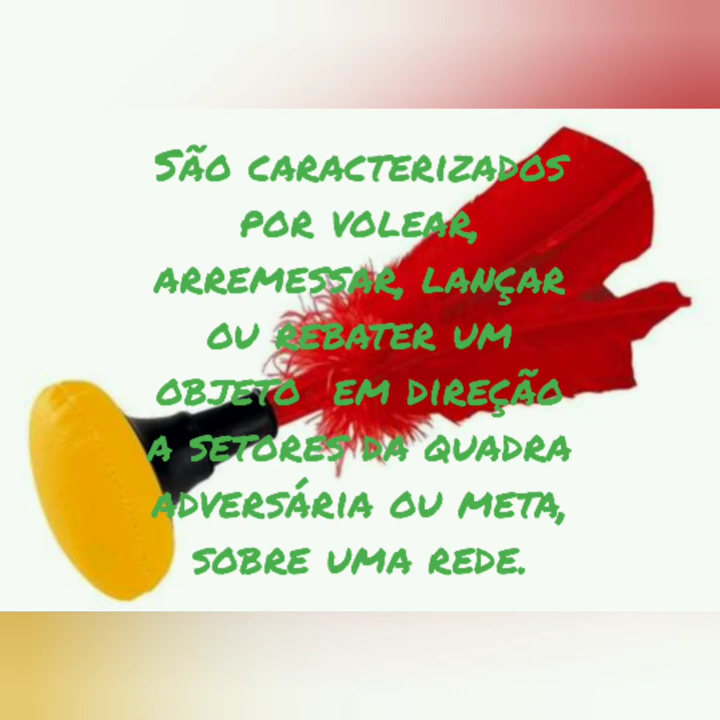 São caracterizados
por volear,
arremessar, lançar
ou rebater um
objeto  em direção
a setores da quadra
adversária ou meta,
sobre uma rede.